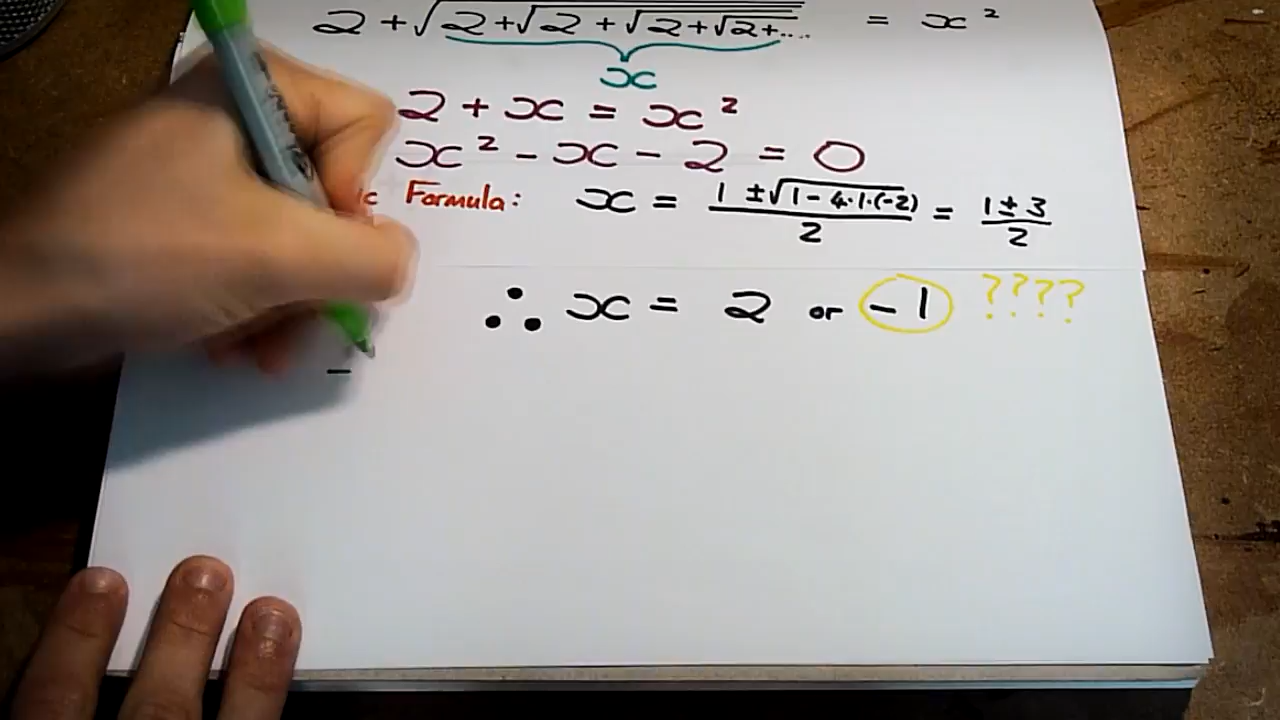 2+√2+√2+√2+√2+.... = x²
x
2 + x = x²
x² - x - 2 = 0
Formula: x = (1 ±√1-4·1·(-2))/2 = (1 ± 3)/2
∴ x = 2 or -1 ????
-